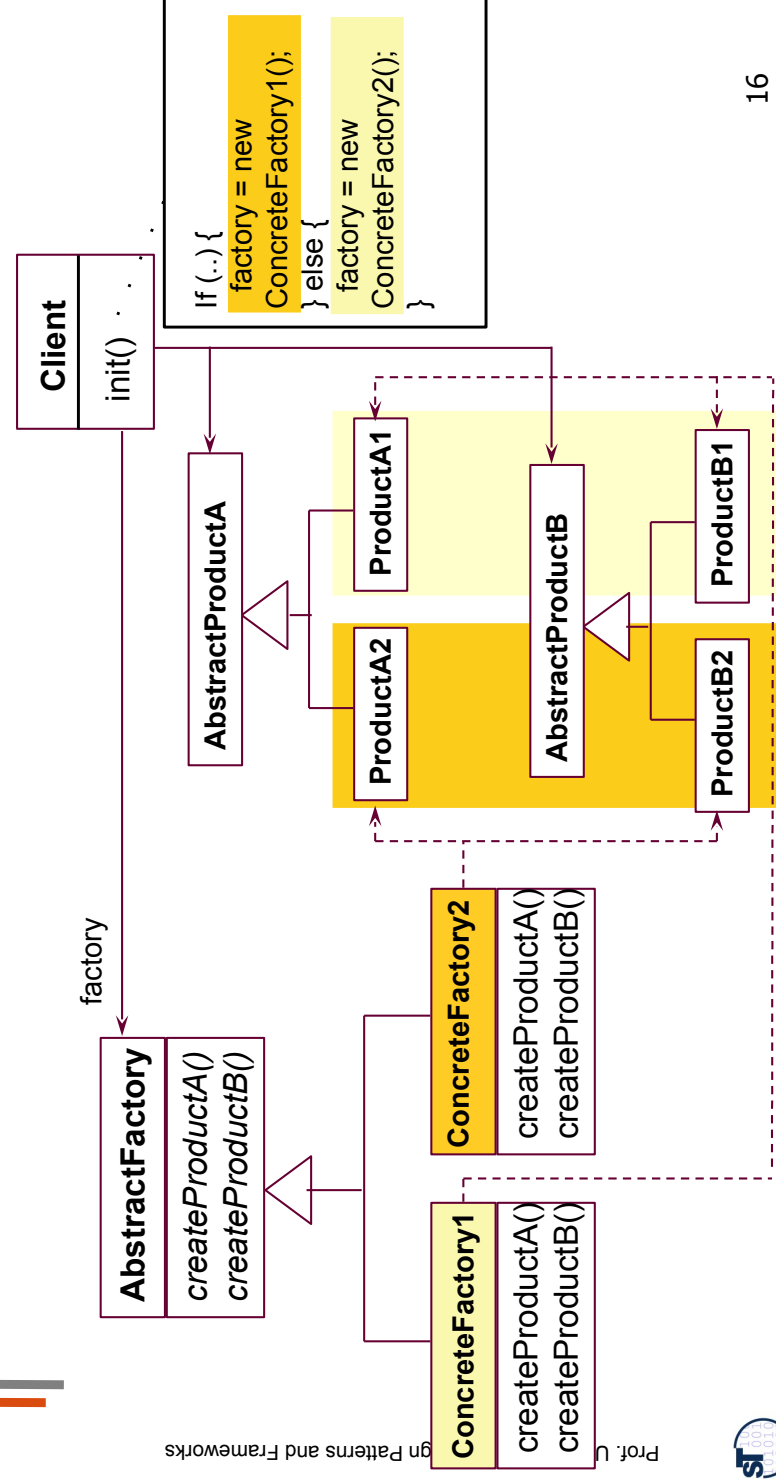 Client
init()
If (..) {
factory = new
ConcreteFactory1();
} else {
factory = new
ConcreteFactory2();
}
factory
AbstractFactory
createProductA()
createProductB()
AbstractProductA
ProductA2
ProductA1
AbstractProductB
ProductB2
ProductB1
ConcreteFactory1
createProductA()
createProductB()
ConcreteFactory2
createProductA()
createProductB()
Prof. U
gn Patterns and Frameworks
ST
16